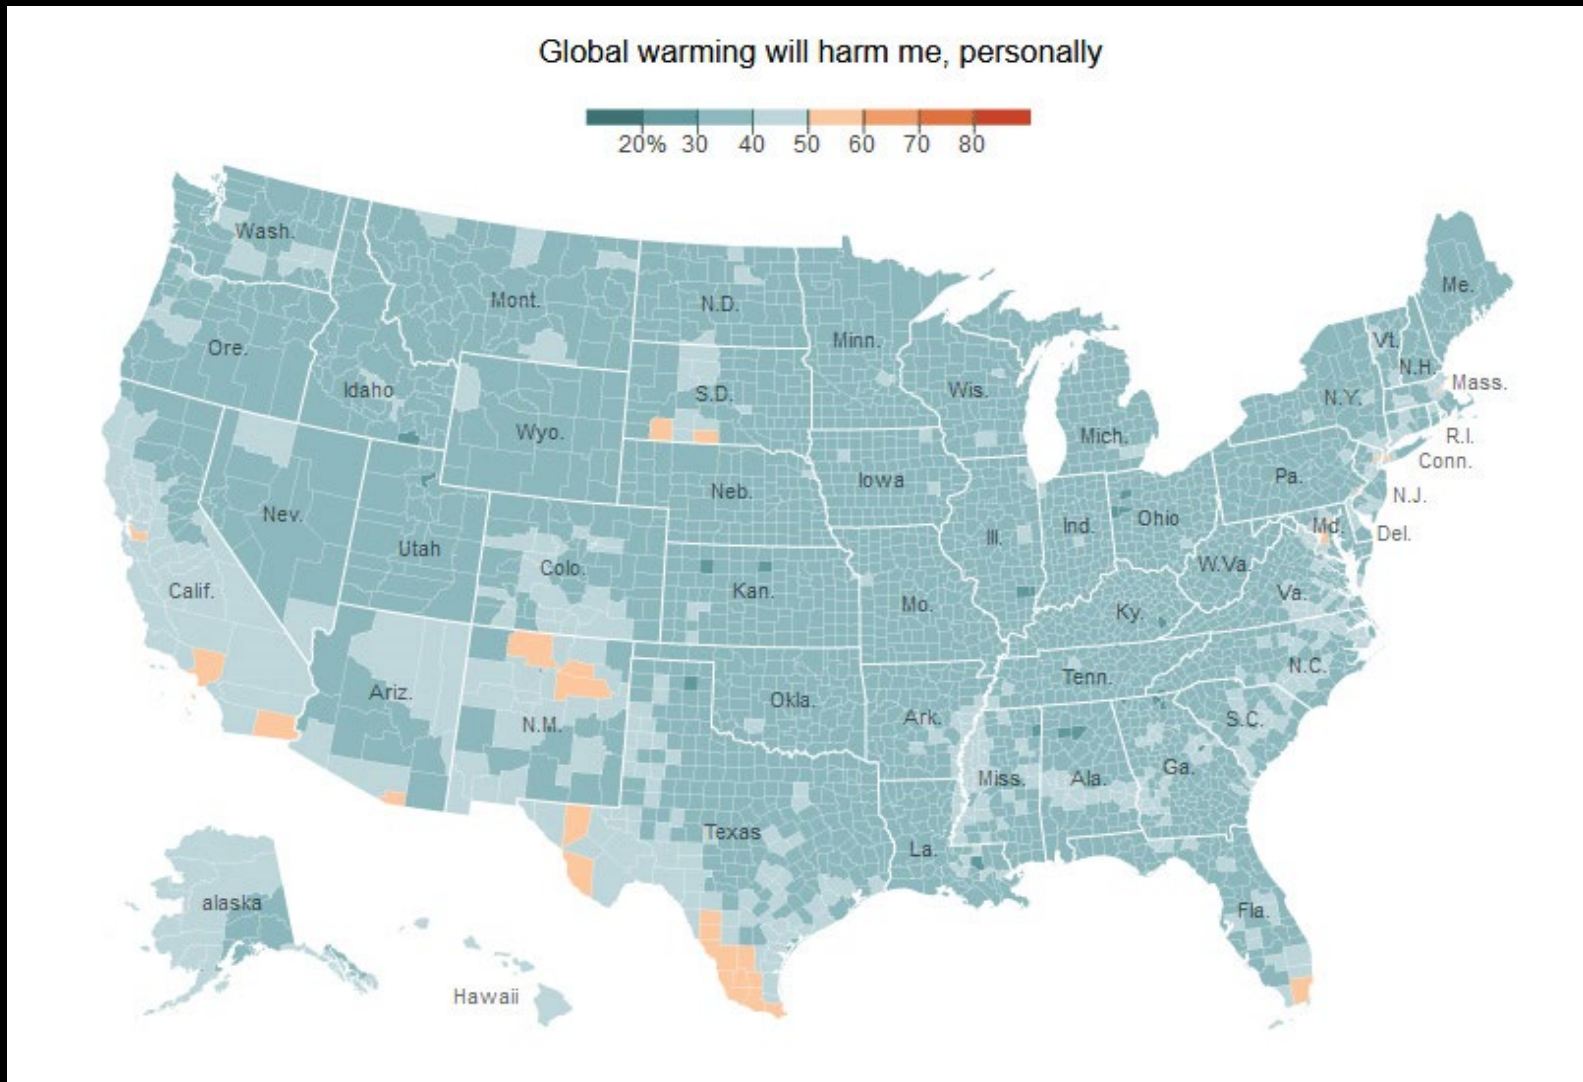 Global warming will harm me, personally
20% 30 40 50 60 70 80
Wash.
Mont.
N.D.
Minn.
Me.
Ore.
Idaho
S.D.
Wis.
Vt.
N.H.
Mass.
N.Y.
Wyo.
Mich.
R.I.
Conn.
Neb.
Iowa
Pa.
N.J.
Nev.
Utah
Ill.
Ind.
Ohio
Md.
Del.
Calif.
Colo.
Kan.
Mo.
W.Va.
Va.
Ky.
Ariz.
N.M.
Okla.
Ark.
Tenn.
N.C.
S.C.
Texas
La.
Miss.
Ala.
Ga.
Fla.
alaska
Hawaii